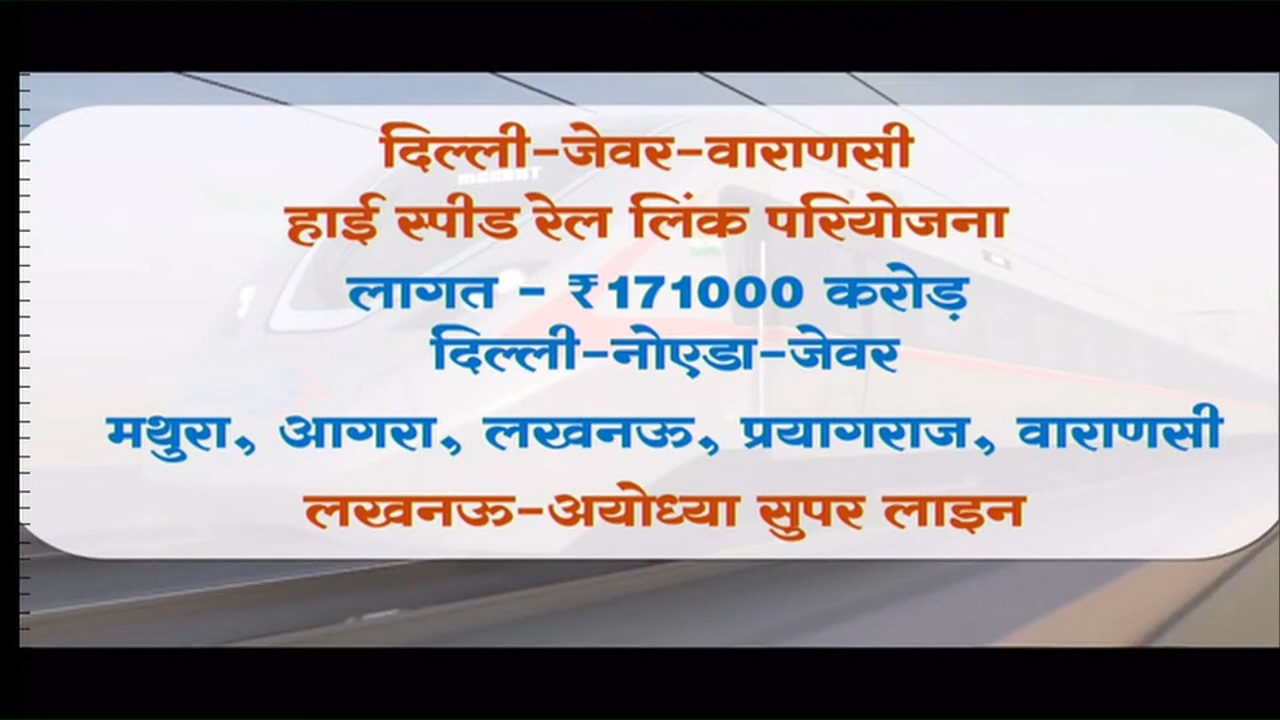 दिल्ली-जेवर-वाराणसी
हाई स्पीड रेल लिंक परियोजना
लागत - ₹171000 करोड़
दिल्ली-नोएडा-जेवर
मथुरा, आगरा, लखनऊ, प्रयागराज, वाराणसी
लखनऊ-अयोध्या सुपर लाइन